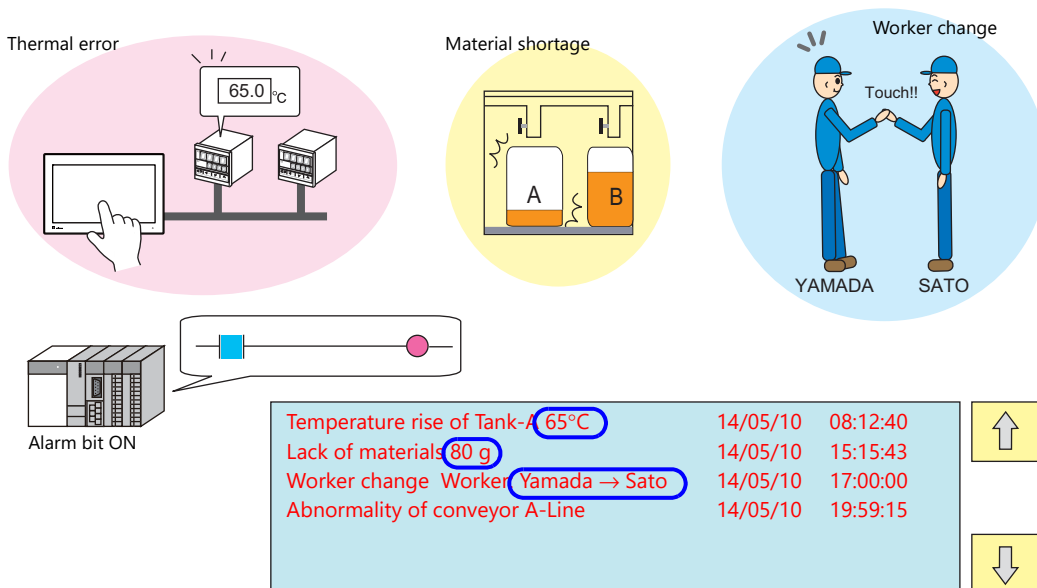 Thermal error
65.0 °C
Material shortage
A
B
Worker change
Touch!!
YAMADA
SATO
Alarm bit ON
Temperature rise of Tank-A 65°C 14/05/10 08:12:40
Lack of materials 80 g 14/05/10 15:15:43
Worker change Worker Yamada → Sato 14/05/10 17:00:00
Abnormality of conveyor A-Line 14/05/10 19:59:15